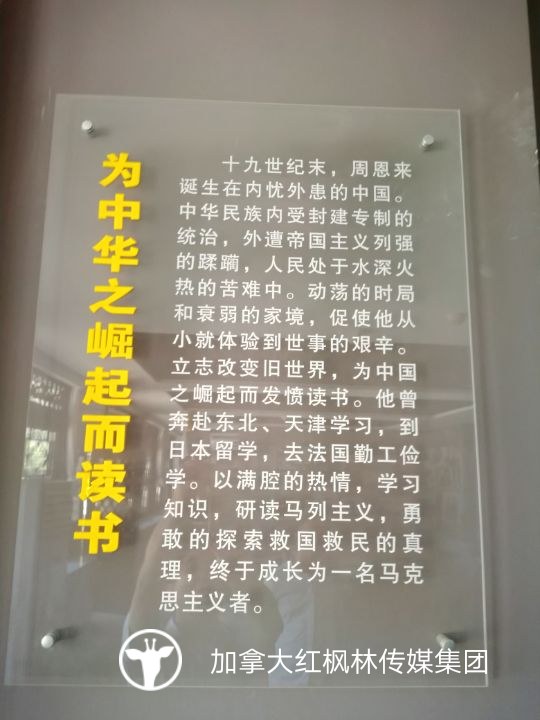 为中华之崛起而读书
十九世纪末，周恩来
诞生在内忧外患的中国。
中华民族内受封建专制的
统治，外遭帝国主义列强
的蹂躏，人民处于水深火
热的苦难中。动荡的时局
和衰弱的家境，促使他从
小就体验到世事的艰辛。
立志改变旧世界，为中国
之崛起而发愤读书。他曾
奔赴东北、天津学习，到
日本留学，去法国勤工俭
学。以满腔的热情，学习
知识，研读马列主义，勇
敢的探索救国救民的真
理，终于成长为一名马克
思主义者。
加拿大红枫林传媒集团